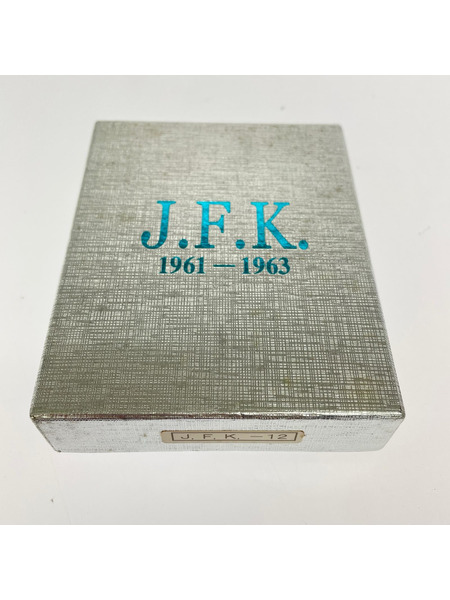 J.F.K.
1961 — 1963
[J. F. K. －12]